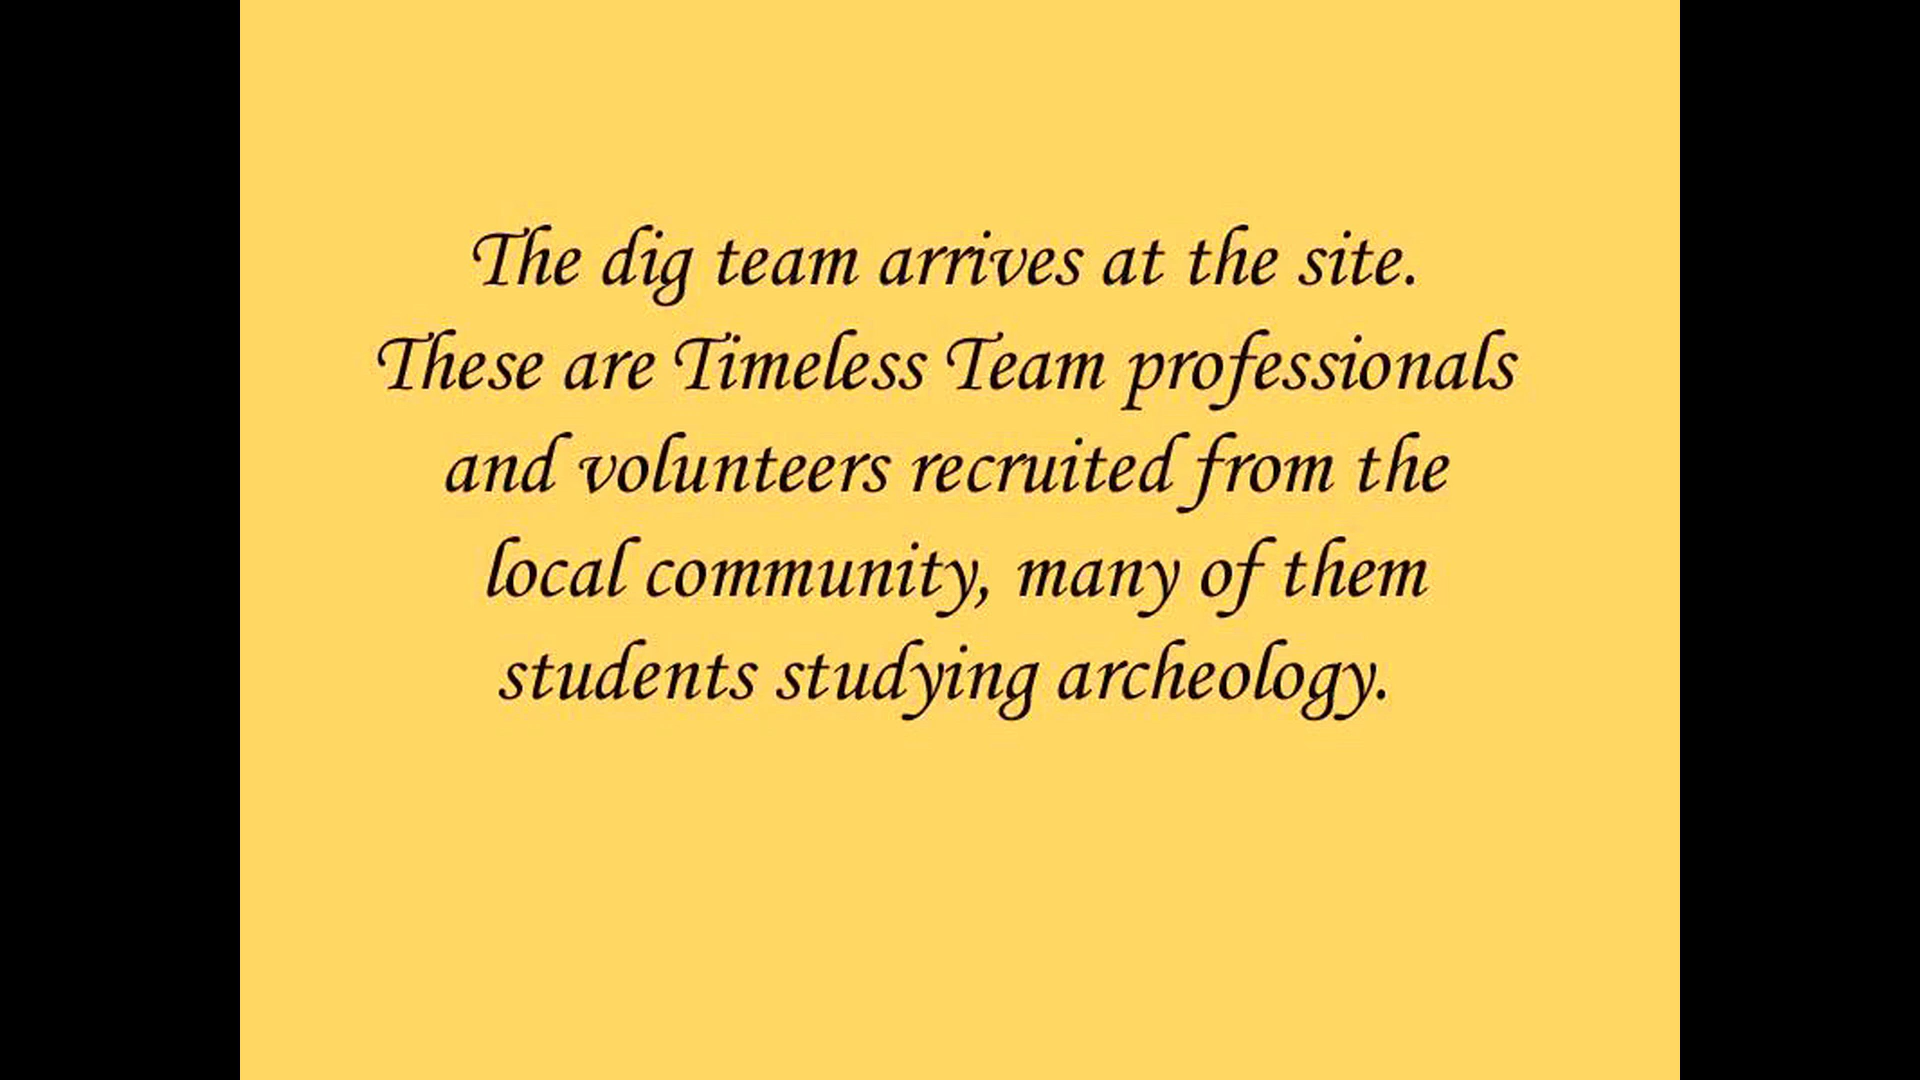 The dig team arrives at the site.
These are Timeless Team professionals
and volunteers recruited from the
local community, many of them
students studying archeology.